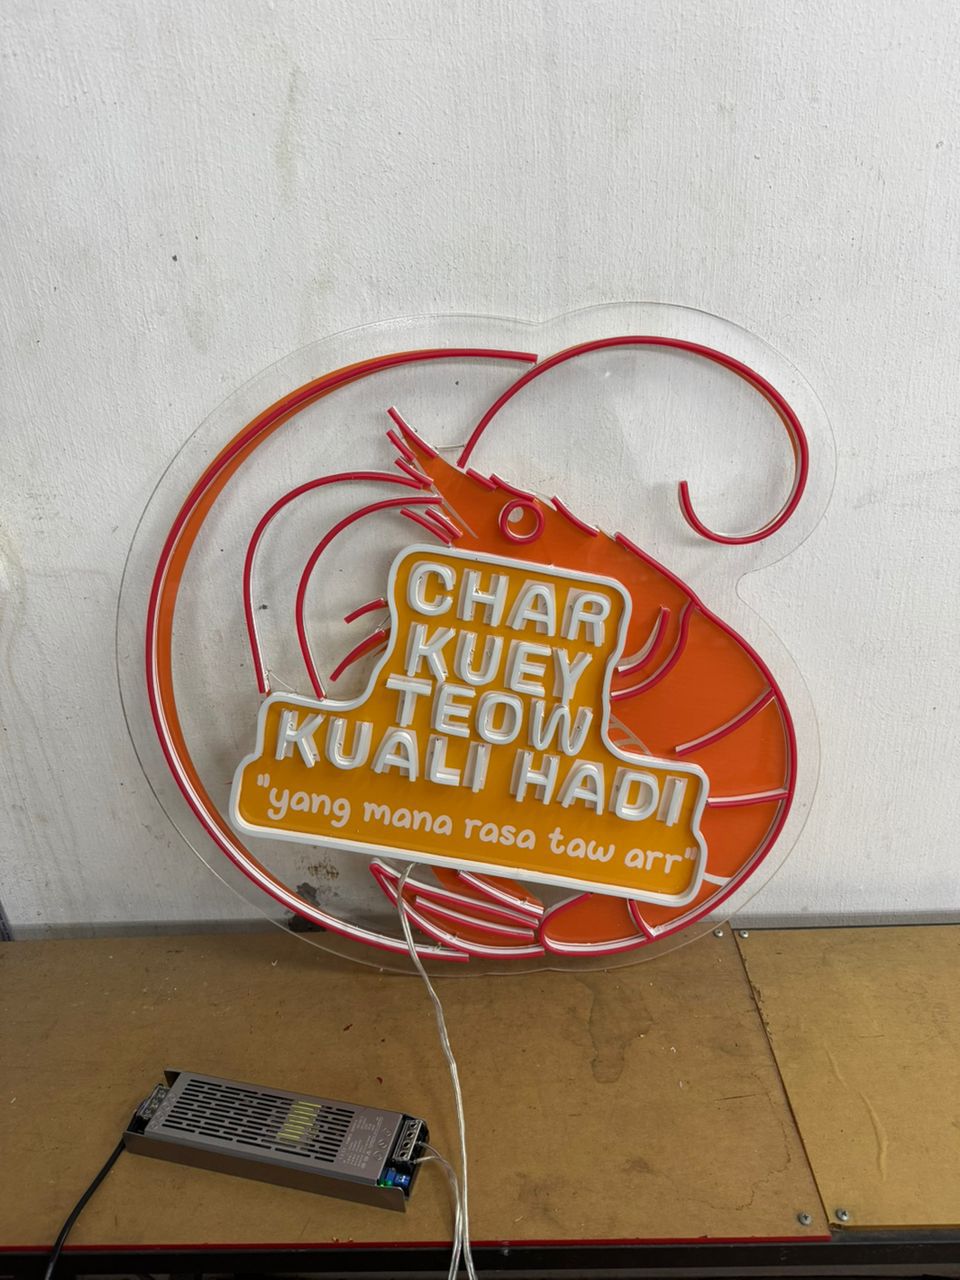 CHAR
KUEY
TEOW
KUALI HADI
"yang mana rasa taw arr"